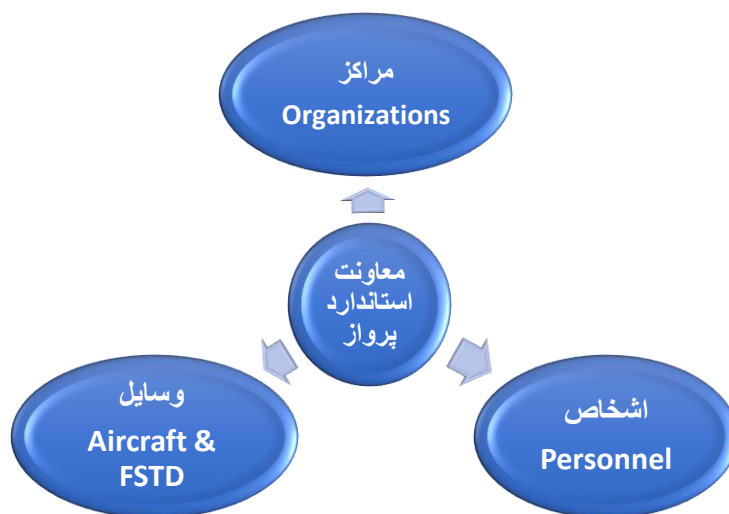 مراکز
Organizations
معاونت
استاندارد
پرواز
وسایل
Aircraft &
FSTD
اشخاص
Personnel